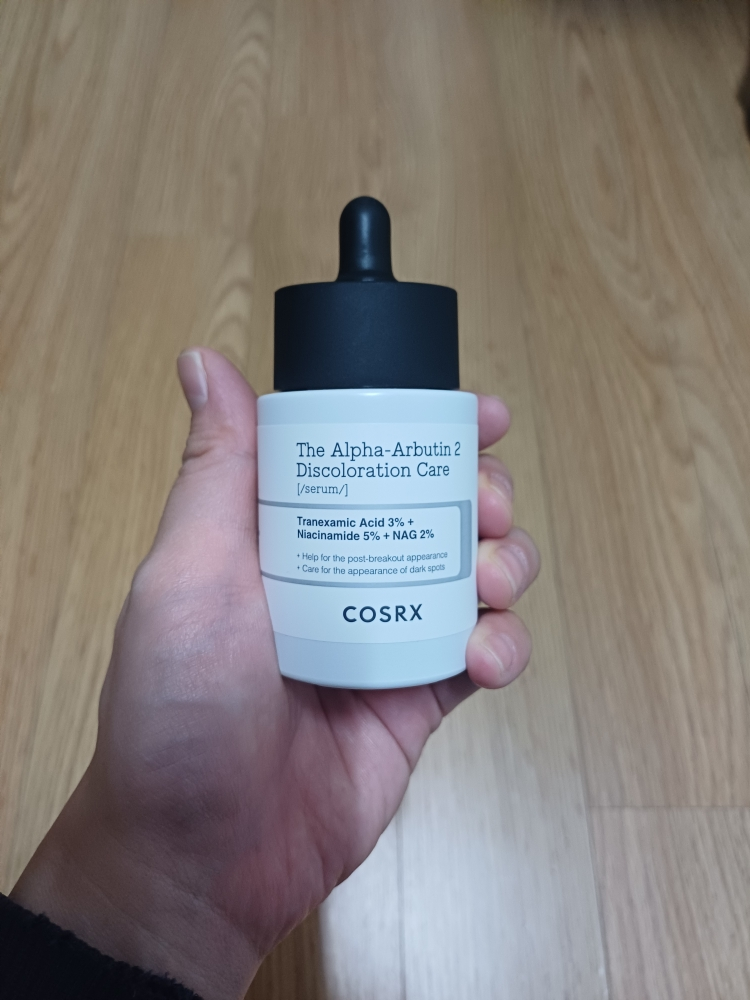 The Alpha-Arbutin 2
Discoloration Care
[/serum/]
Tranexamic Acid 3% +
Niacinamide 5% + NAG 2%
• Help for the post-breakout appearance
• Care for the appearance of dark spots
COSRX